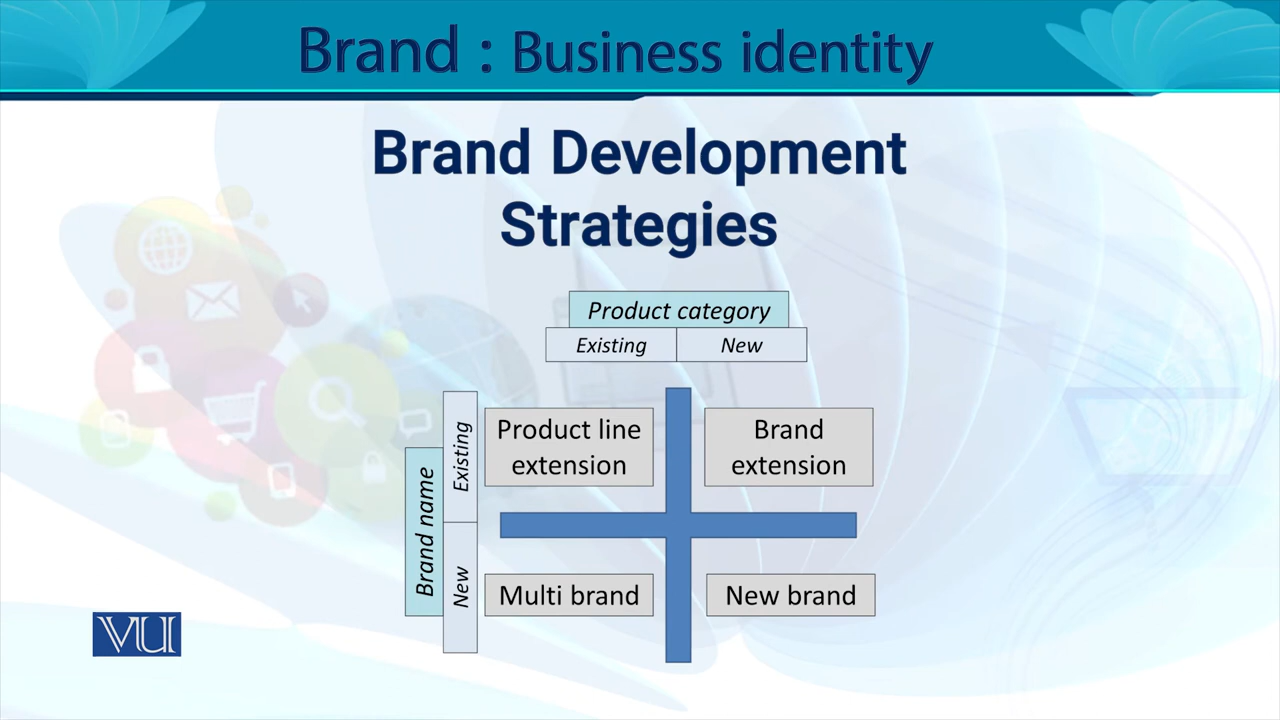 Brand : Business identity
Brand Development
Strategies
Product category
Existing New
Brand name
Existing
Product line
extension
Brand
extension
New
Multi brand
New brand
VU